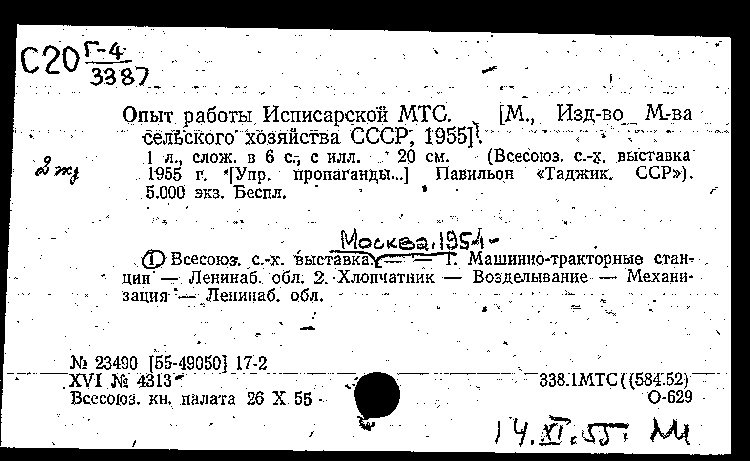 С20 Г-4
3387
Опыт работы Исписарской МТС. [М., Изд-во М-ва
сельского хозяйства СССР, 1955].
1 л., слож. в 6 с., с илл. 20 см. (Всесоюз. с.-х. выставка
2 жу
1955 г. [Упр. пропаганды...] Павильон «Таджик. ССР»).
5.000 экз. Беспл.
Москва, 1954-
① Всесоюз. с.-х. выставка — — 1. Машинно-тракторные стан-
ции — Ленинаб. обл. 2. Хлопчатник — Возделывание — Механи-
зация — Ленинаб. обл.
№ 23490 [55-49050] 17-2
XVI № 4313
338.1МТС((584.52)
Всесоюз. кн. палата 26 X 55
О-629
14.XI.55.